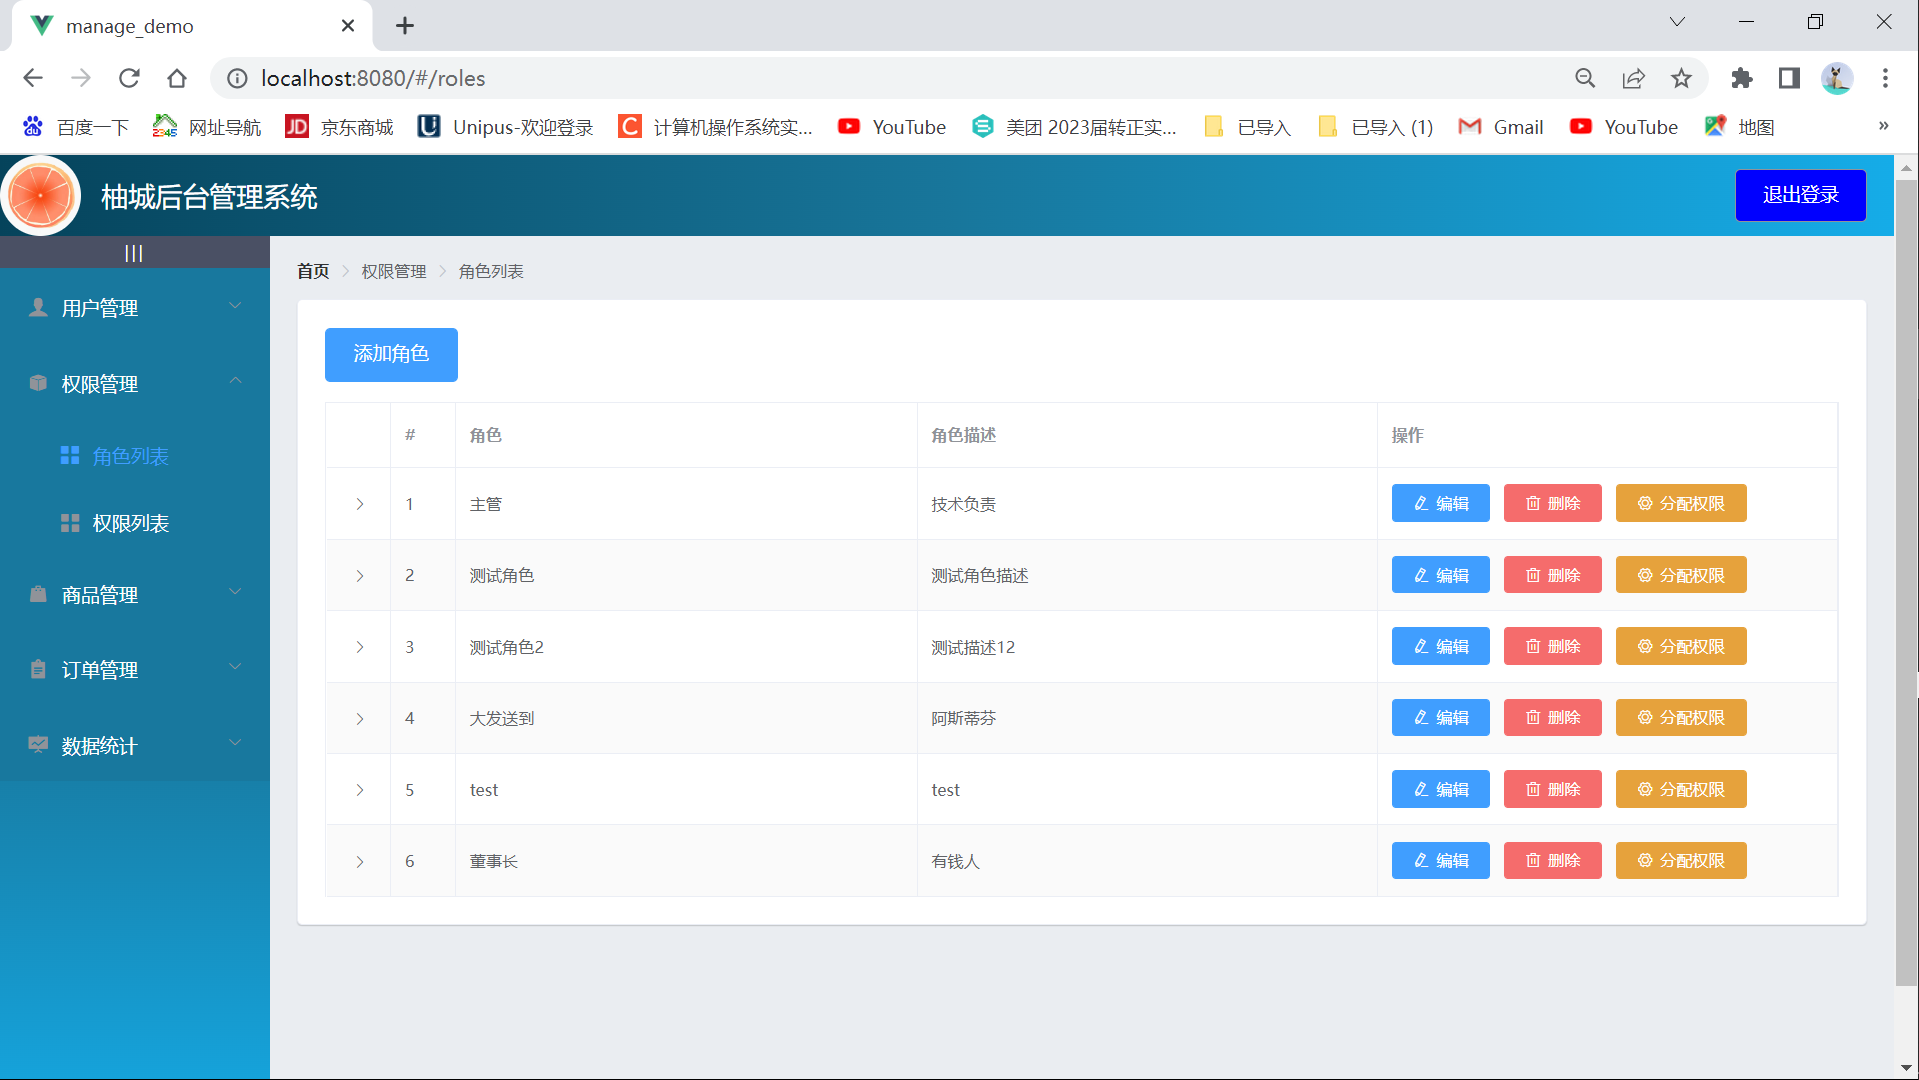 manage_demo
localhost:8080/#/roles
百度一下 网址导航 京东商城 Unipus-欢迎登录 计算机操作系统实... YouTube 美团 2023届转正实... 已导入 已导入 (1) Gmail YouTube 地图 »
柚城后台管理系统 退出登录
|||
首页 权限管理 角色列表
用户管理
权限管理
角色列表
权限列表
商品管理
订单管理
数据统计
添加角色
# 角色 角色描述 操作
1 主管 技术负责 编辑 删除 分配权限
2 测试角色 测试角色描述 编辑 删除 分配权限
3 测试角色2 测试描述12 编辑 删除 分配权限
4 大发送到 阿斯蒂芬 编辑 删除 分配权限
5 test test 编辑 删除 分配权限
6 董事长 有钱人 编辑 删除 分配权限